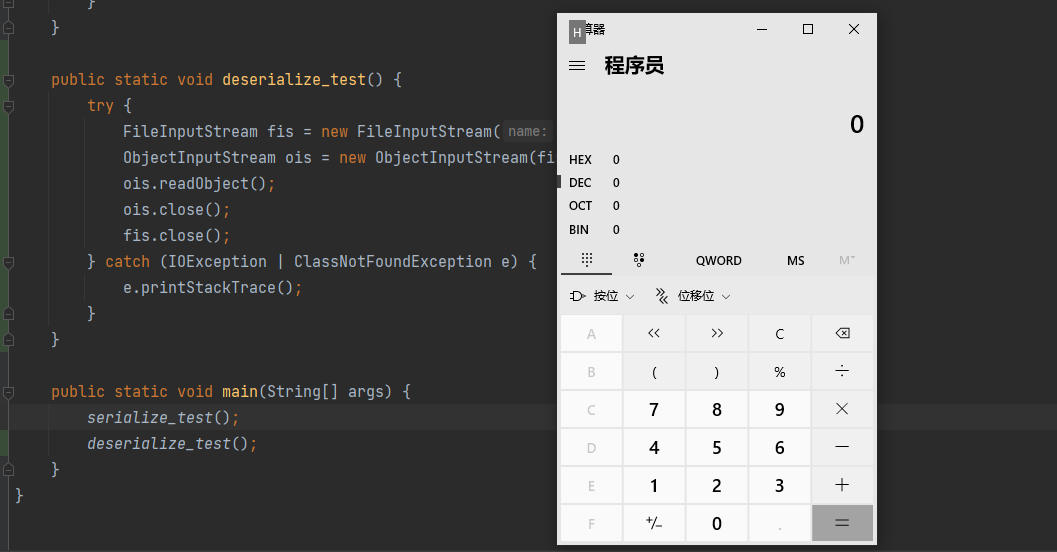 }
}
public static void deserialize_test() {
try {
FileInputStream fis = new FileInputStream( name:
ObjectInputStream ois = new ObjectInputStream(fi
ois.readObject();
ois.close();
fis.close();
} catch (IOException | ClassNotFoundException e) {
e.printStackTrace();
}
}
public static void main(String[] args) {
serialize_test();
deserialize_test();
}
}
H 算器
程序员
0
HEX 0
DEC 0
OCT 0
BIN 0
QWORD MS M˅
按位 位移位
A << >> C
B ( ) % ÷
C 7 8 9 ×
D 4 5 6 −
E 1 2 3 +
F +/− 0 . =